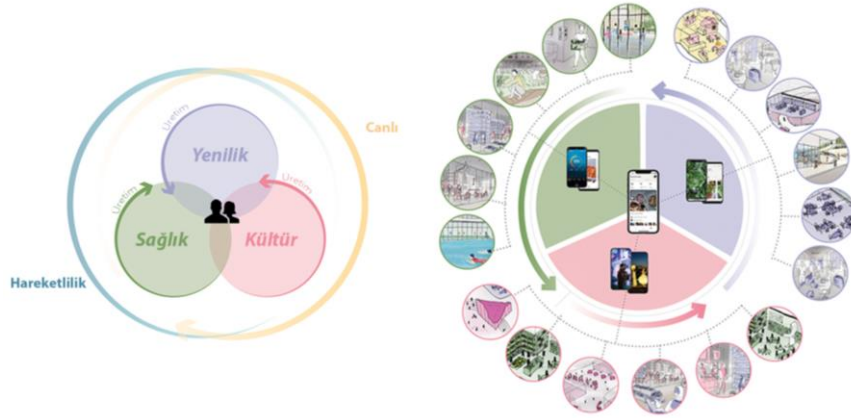 Üretim
Yenilik
Üretim
Üretim
Sağlık
Kültür
Canlı
Hareketlilik